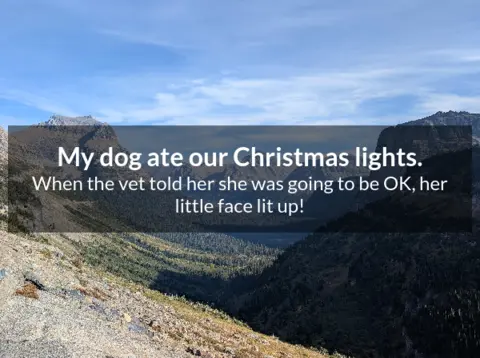 My dog ate our Christmas lights.
When the vet told her she was going to be OK, her
little face lit up!